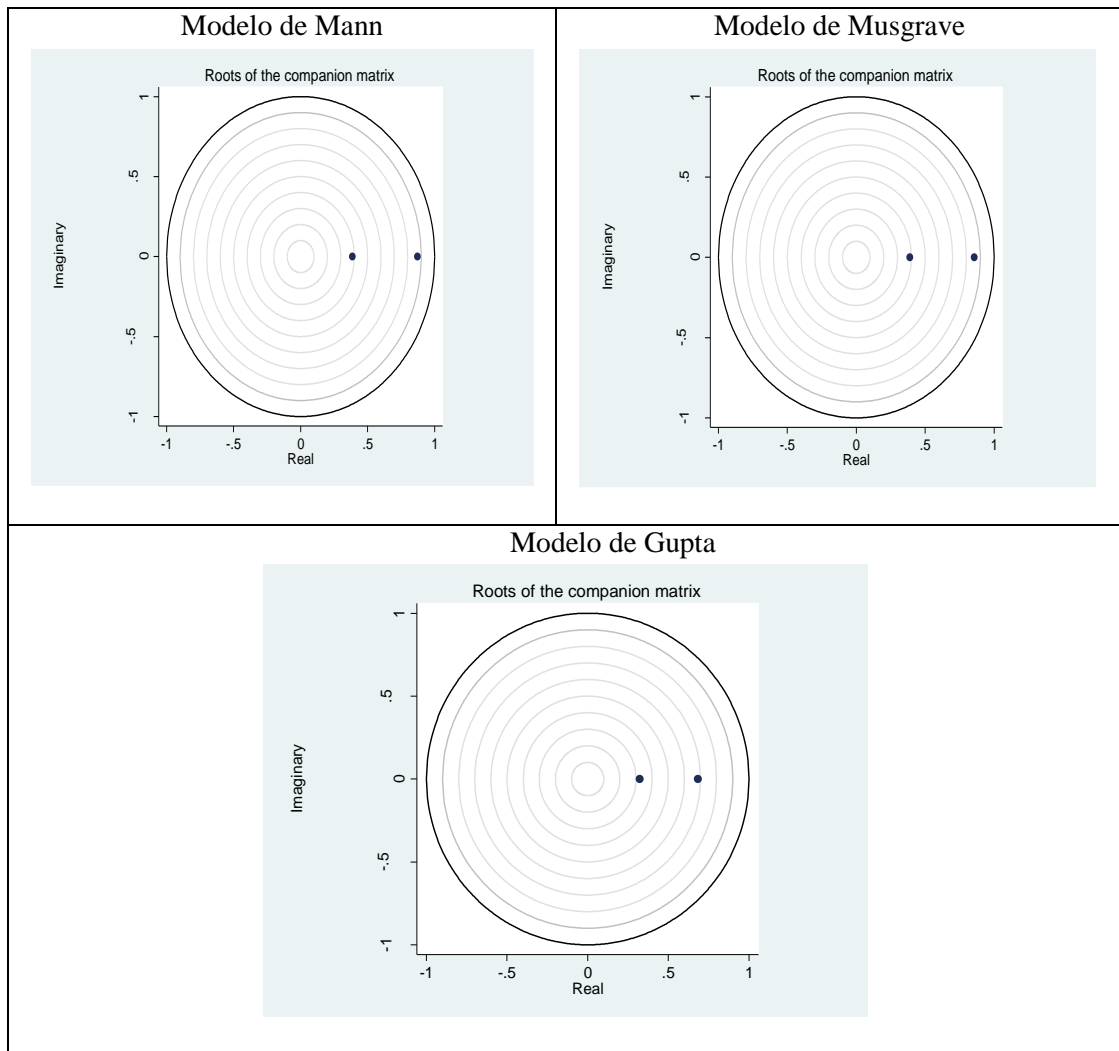 Modelo de Mann
Roots of the companion matrix
Imaginary
1
.5
0
-.5
-1
-1 -.5 0 .5 1
Real
Modelo de Musgrave
Roots of the companion matrix
Imaginary
1
.5
0
-.5
-1
-1 -.5 0 .5 1
Real
Modelo de Gupta
Roots of the companion matrix
Imaginary
1
.5
0
-.5
-1
-1 -.5 0 .5 1
Real